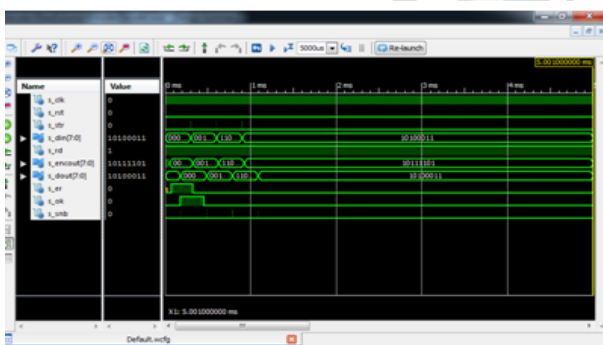 5000us Re-launch
5.001000000 ms
Name Value 0 ms 1 ms 2 ms 3 ms 4 ms
s_clk 0
s_rst 0
s_str 0
s_din[7:0] 10100011 000... 001... 110... 10100011
s_rd 1
s_encout[7:0] 10111101 00... 001... 110... 10111101
s_dout[7:0] 10100011 000... 001... 110... 10100011
s_er 0
s_ok 0
s_snb 0
X1: 5.001000000 ms
Default.wcfg